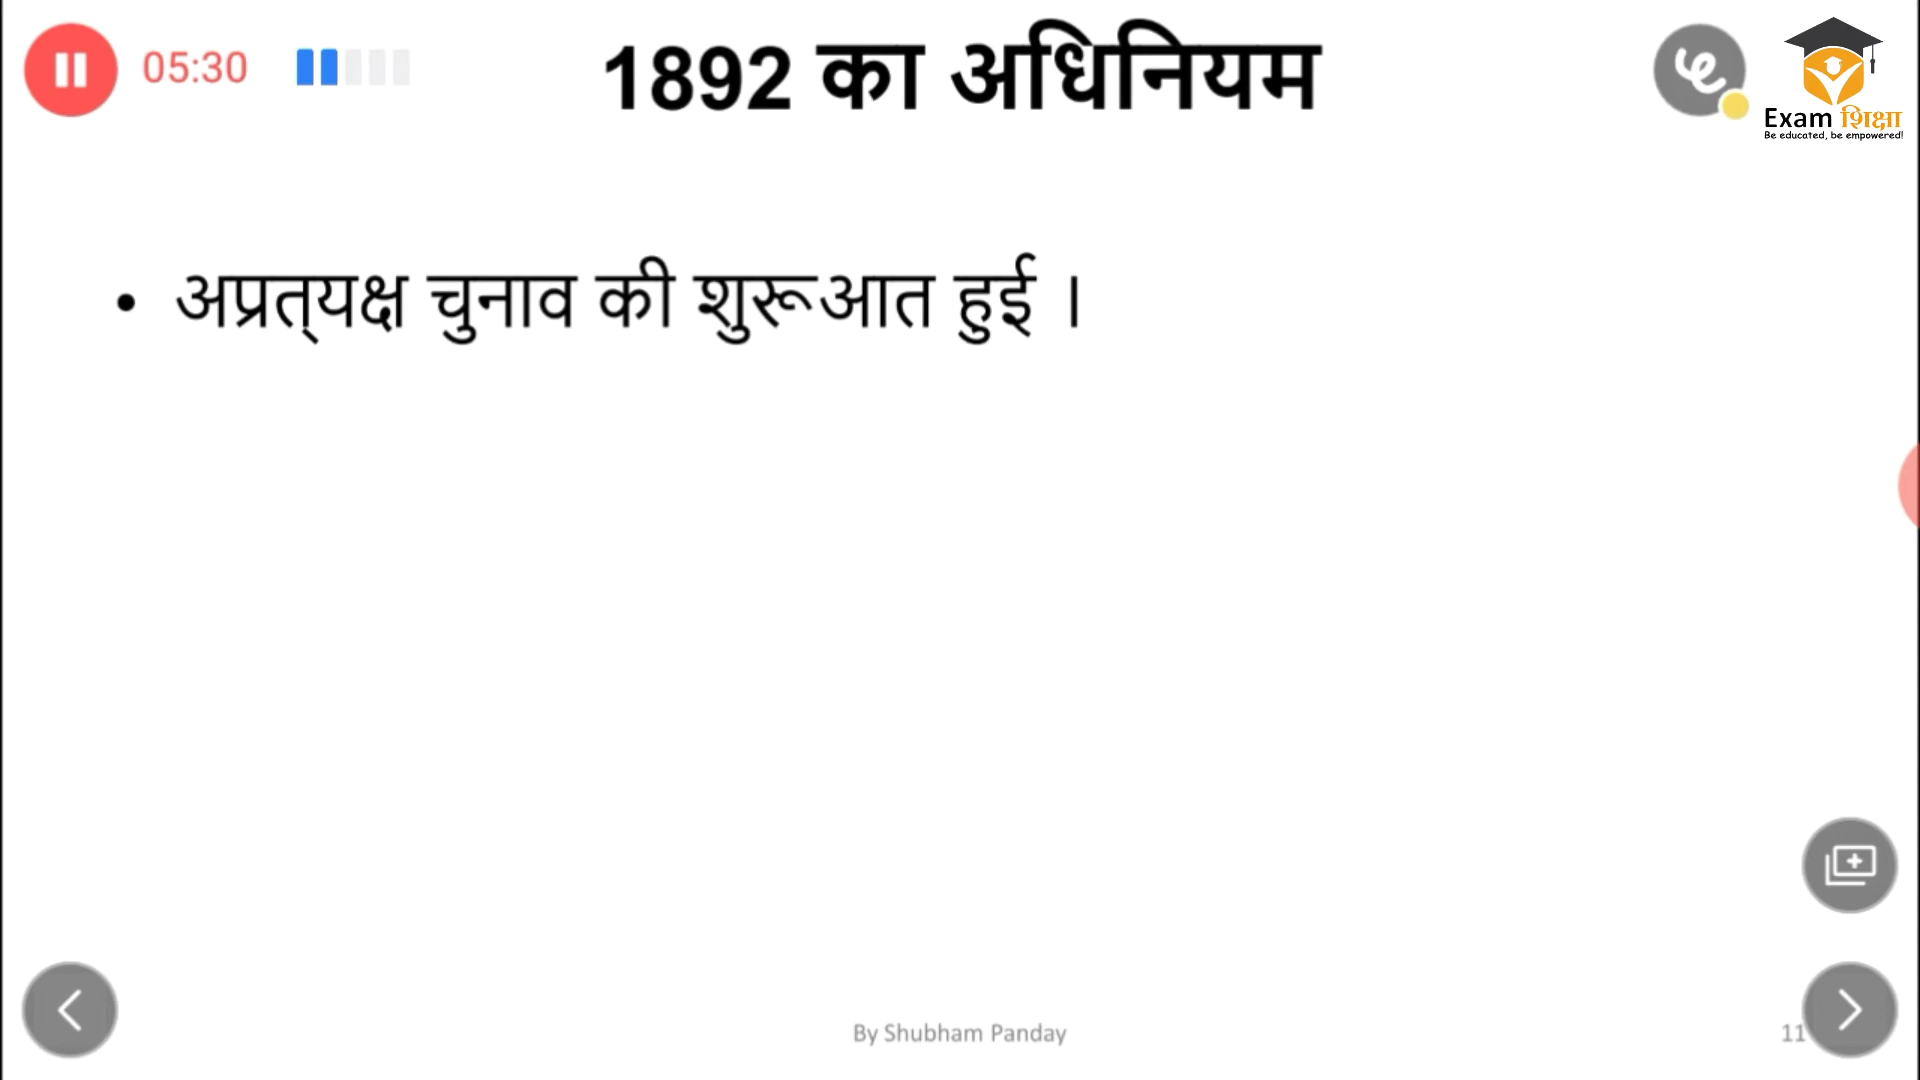 05:30
1892 का अधिनियम
Exam शिक्षा
Be educated, be empowered!
• अप्रत्‌यक्ष चुनाव की शुरूआत हुई ।
By Shubham Panday
11